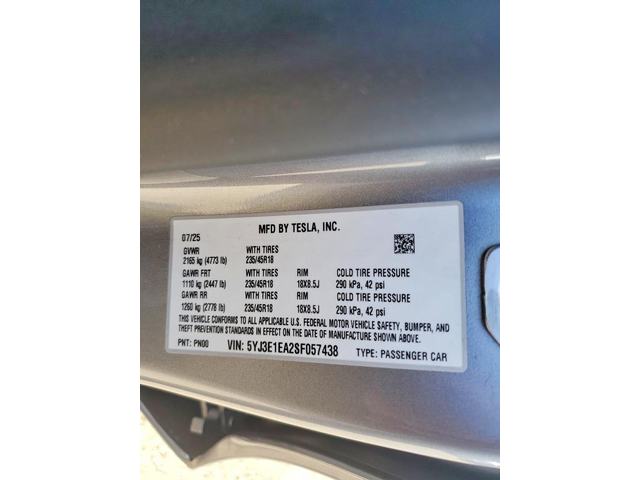 MFD BY TESLA, INC.
07/25
GVWR WITH TIRES
2165 kg (4773 lb) 235/45R18
GAWR FRT WITH TIRES RIM COLD TIRE PRESSURE
1110 kg (2447 lb) 235/45R18 18X8.5J 290 kPa, 42 psi
GAWR RR WITH TIRES RIM COLD TIRE PRESSURE
1260 kg (2778 lb) 235/45R18 18X8.5J 290 kPa, 42 psi
THIS VEHICLE CONFORMS TO ALL APPLICABLE U.S. FEDERAL MOTOR VEHICLE SAFETY, BUMPER, AND
THEFT PREVENTION STANDARDS IN EFFECT ON THE DATE OF MANUFACTURE SHOWN ABOVE.
PNT: PN00 VIN: 5YJ3E1EA2SF057438 TYPE: PASSENGER CAR